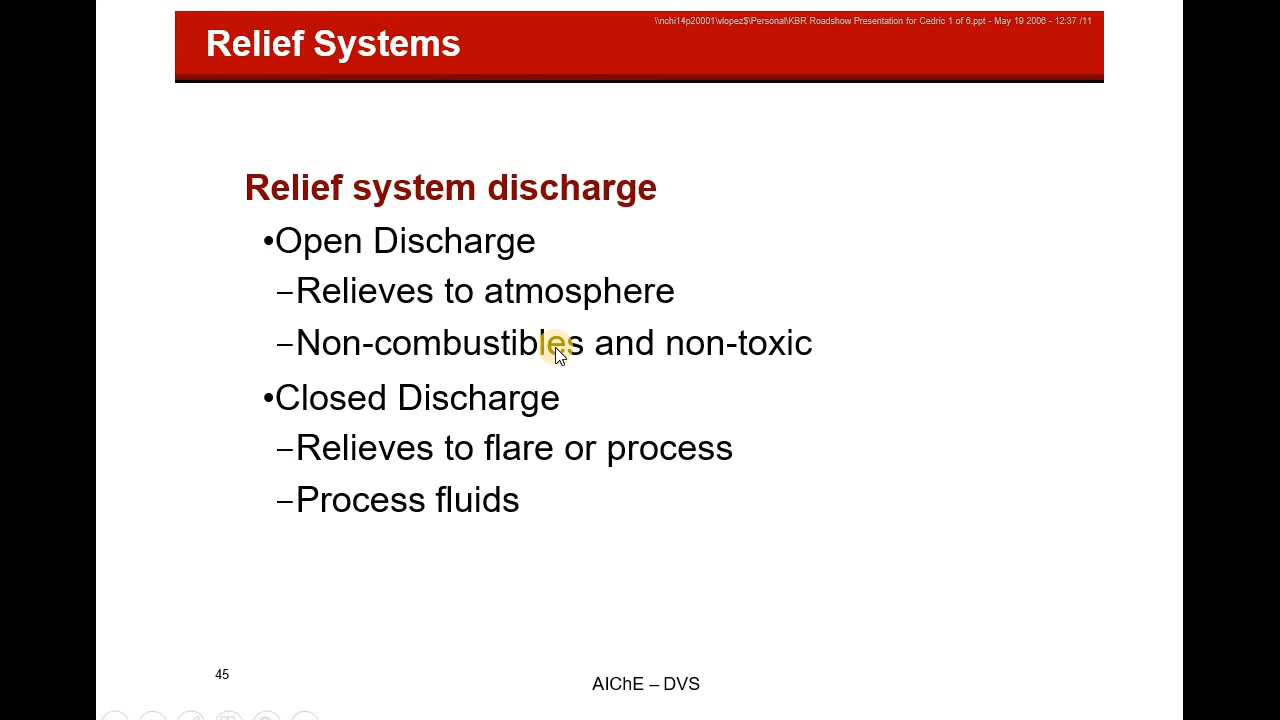 \\nchi14p20001\vlopez$\Personal\KBR Roadshow Presentation for Cedric 1 of 6.ppt - May 19 2006 - 12:37 /11
Relief Systems
Relief system discharge
•Open Discharge
–Relieves to atmosphere
–Non-combustibles and non-toxic
•Closed Discharge
–Relieves to flare or process
–Process fluids
45
AIChE – DVS